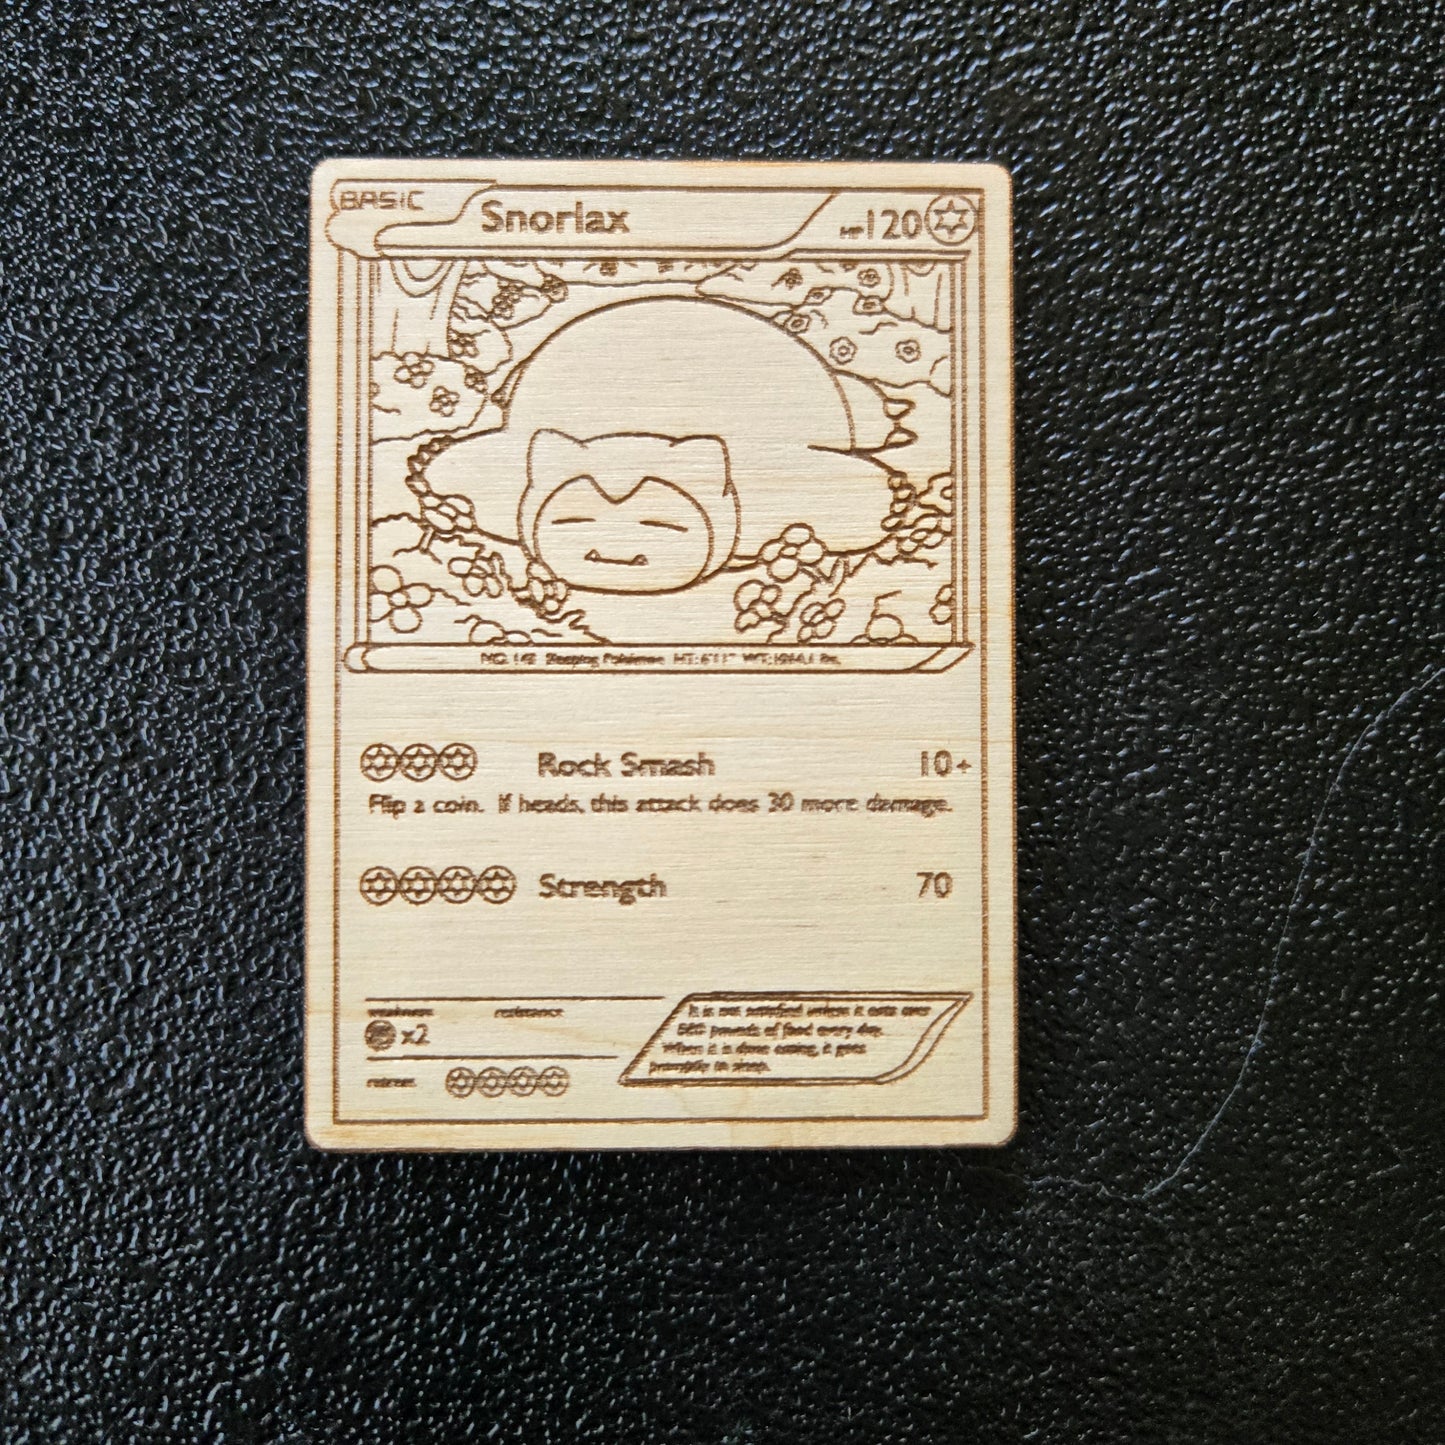 BASIC
Snorlax
HP 120
NO. 143 Sleeping Pokémon HT: 6'11" WT: 1014.1 lbs.
Rock Smash 10+
Flip a coin. If heads, this attack does 30 more damage.
Strength 70
weakness resistance
x2
retreat
It is not satisfied unless it eats over
880 pounds of food every day.
When it is done eating, it goes
promptly to sleep.